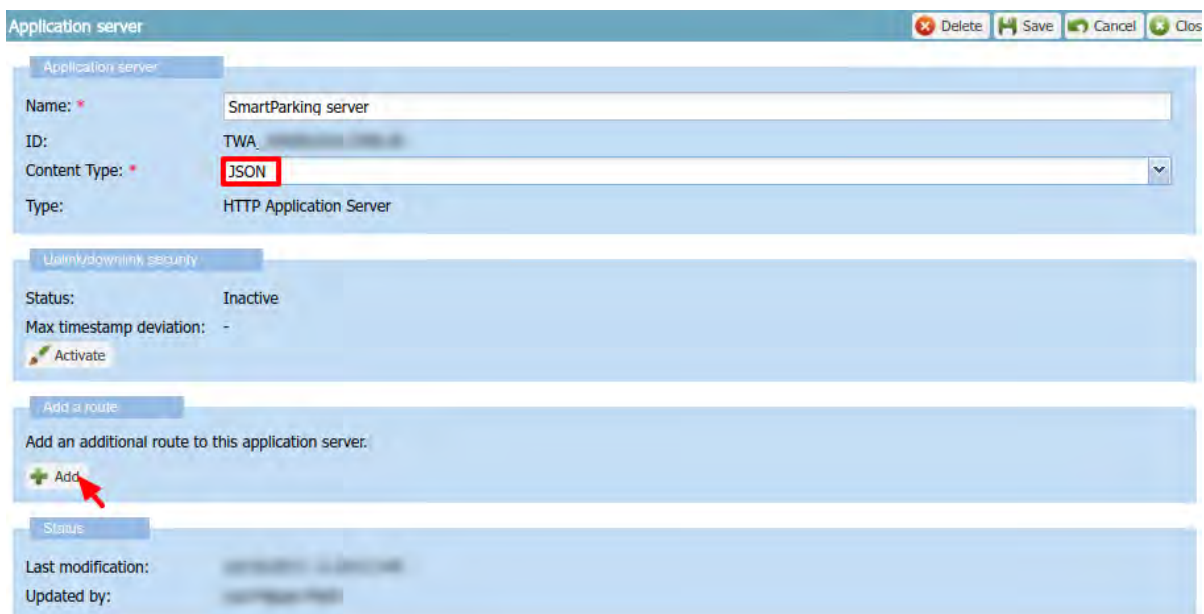 Application server Delete Save Cancel Clos
Application server
Name: * SmartParking server
ID: TWA_
Content Type: * JSON
Type: HTTP Application Server
Uplink/downlink security
Status: Inactive
Max timestamp deviation: -
Activate
Add a route
Add an additional route to this application server.
Add
Status
Last modification:
Updated by: